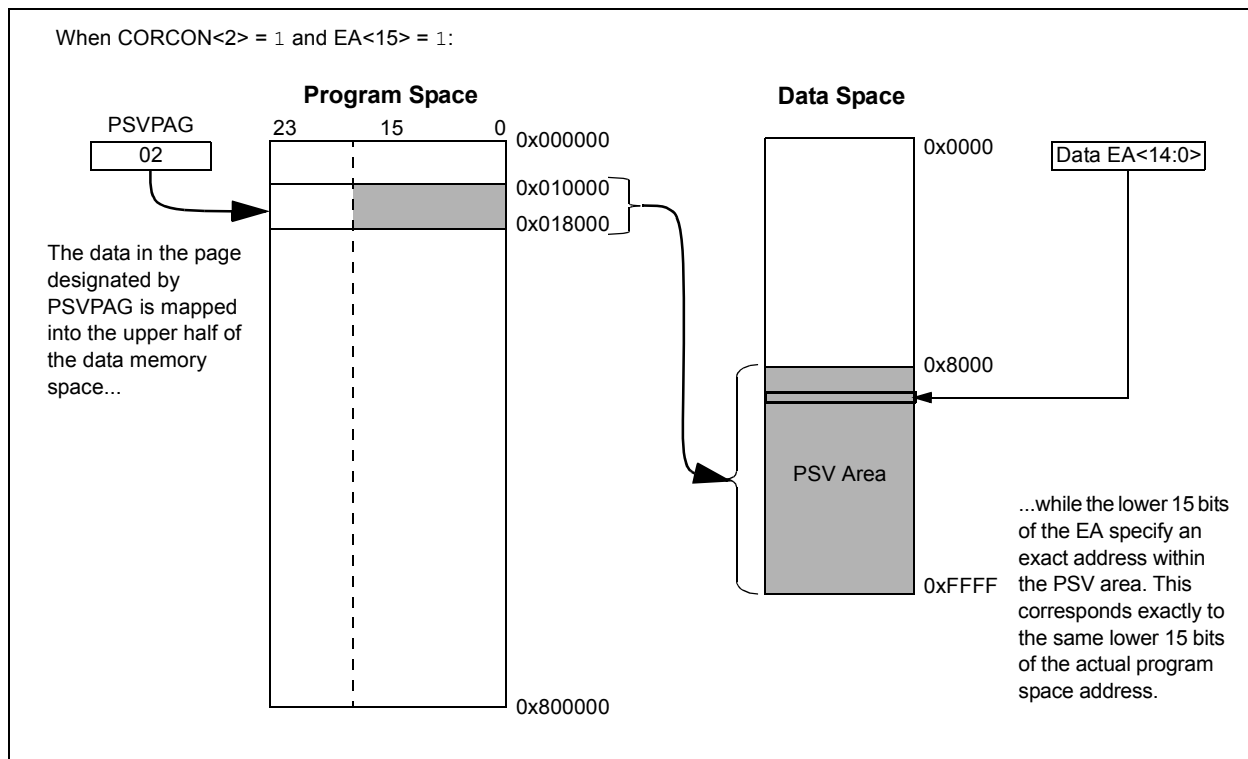 When CORCON<2> = 1 and EA<15> = 1:
Program Space
Data Space
PSVPAG
02
23
15
0
0x000000
0x010000
0x018000
0x800000
The data in the page
designated by
PSVPAG is mapped
into the upper half of
the data memory
space...
0x0000
0x8000
0xFFFF
PSV Area
Data EA<14:0>
...while the lower 15 bits
of the EA specify an
exact address within
the PSV area. This
corresponds exactly to
the same lower 15 bits
of the actual program
space address.